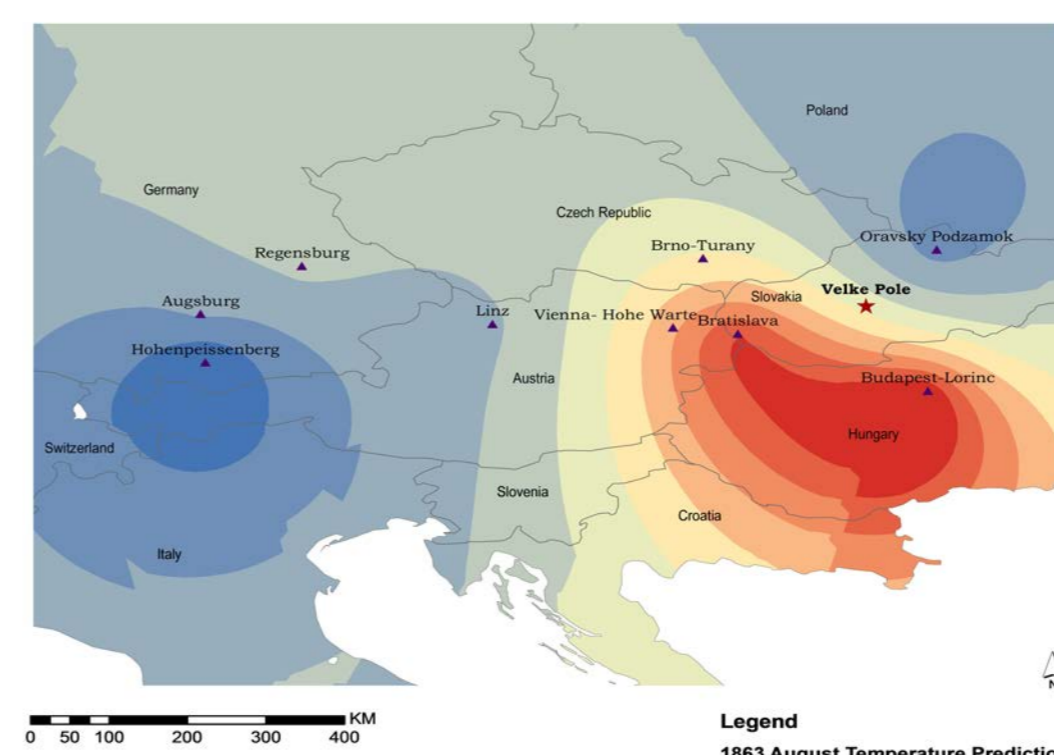 Poland
Germany
Czech Republic
Oravsky Podzamok
Brno-Turany
Regensburg
Velke Pole
Slovakia
Augsburg
Linz
Vienna- Hohe Warte
Bratislava
Hohenpeissenberg
Austria
Budapest-Lorinc
Hungary
Switzerland
Slovenia
Croatia
Italy
N
KM
0 50 100 200 300 400
Legend
1863 August Temperature Predictio